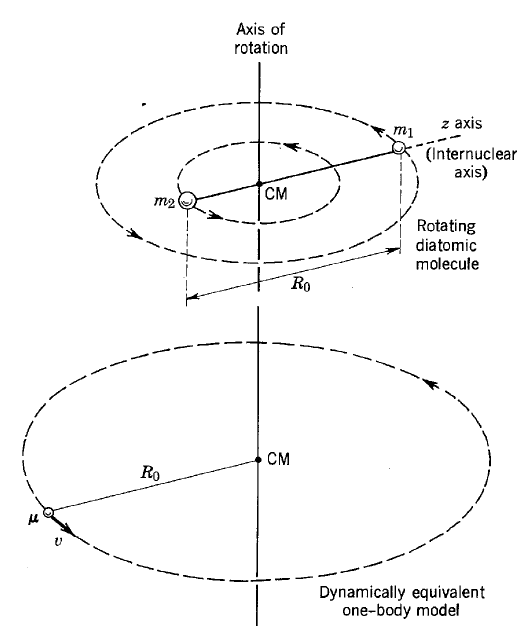 Axis of
rotation
m₁
z axis
(Internuclear
axis)
m₂
CM
Rotating
diatomic
molecule
R₀
CM
R₀
μ
v
Dynamically equivalent
one-body model